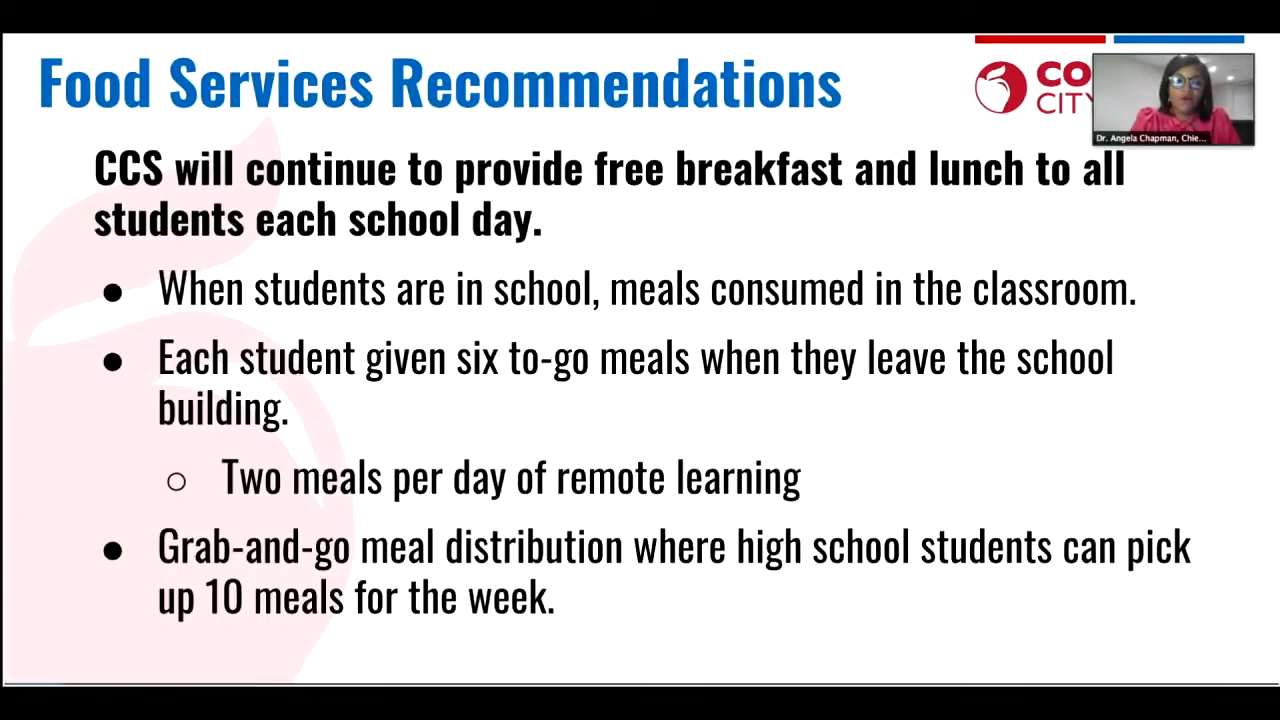 Food Services Recommendations
CO
CITY
Dr. Angela Chapman, Chie...
CCS will continue to provide free breakfast and lunch to all
students each school day.
● When students are in school, meals consumed in the classroom.
● Each student given six to-go meals when they leave the school
building.
○ Two meals per day of remote learning
● Grab-and-go meal distribution where high school students can pick
up 10 meals for the week.